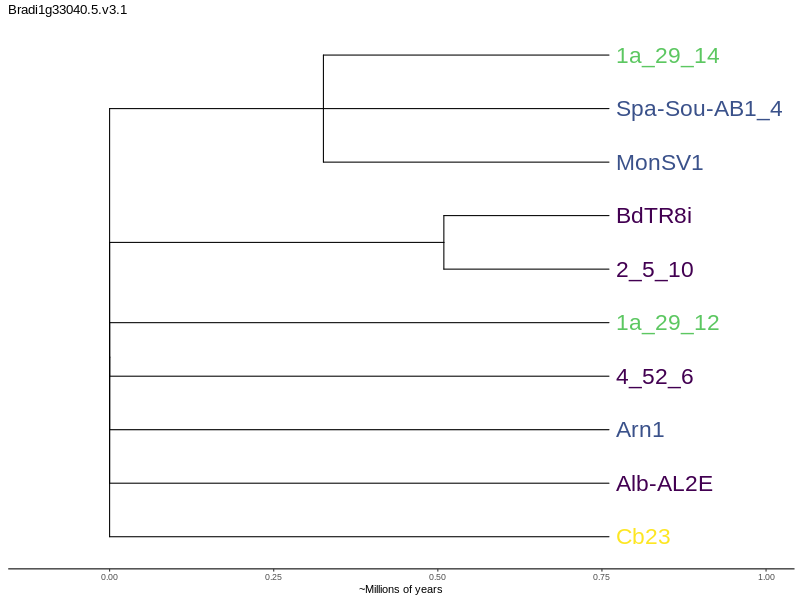 Bradi1g33040.5.v3.1
1a_29_14
Spa-Sou-AB1_4
MonSV1
BdTR8i
2_5_10
1a_29_12
4_52_6
Arn1
Alb-AL2E
Cb23
0.00 0.25 0.50 0.75 1.00
~Millions of years